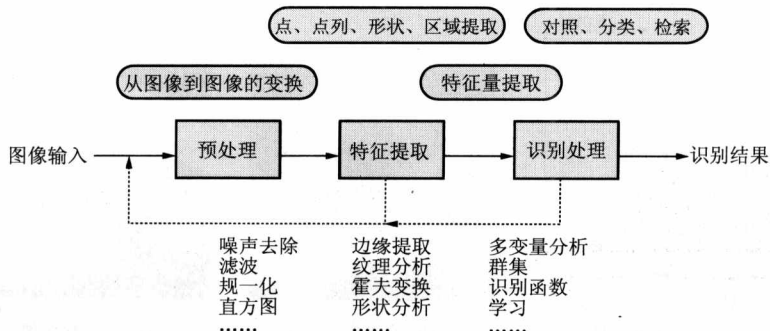 点、点列、形状、区域提取
对照、分类、检索
从图像到图像的变换
特征量提取
图像输入
预处理
特征提取
识别处理
识别结果
噪声去除
滤波
规一化
直方图
……
边缘提取
纹理分析
霍夫变换
形状分析
……
多变量分析
群集
识别函数
学习
……